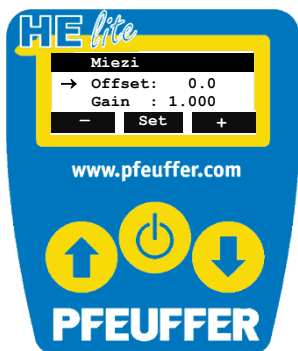 HE lite
Miezi
→ Offset: 0.0
Gain : 1.000
– Set +
www.pfeuffer.com
PFEUFFER